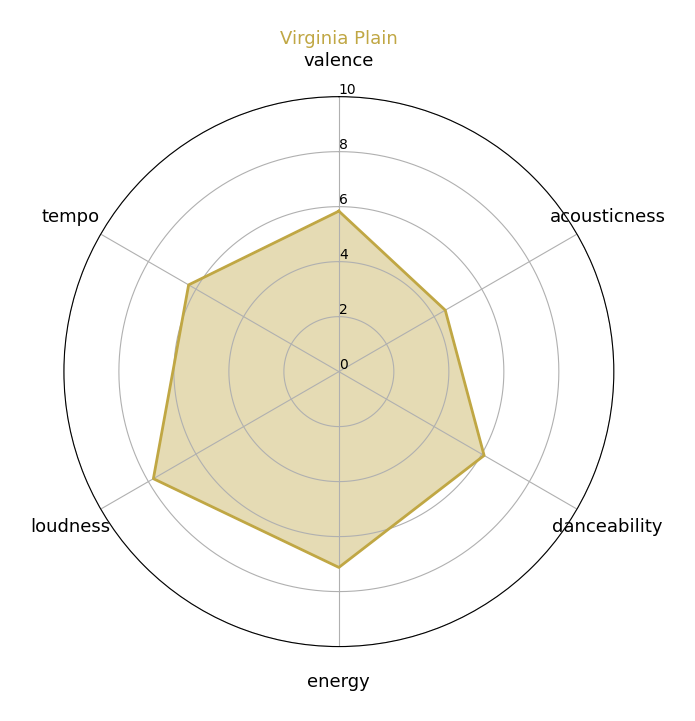 Virginia Plain
valence
10
8
tempo
acousticness
6
4
2
0
loudness
danceability
energy